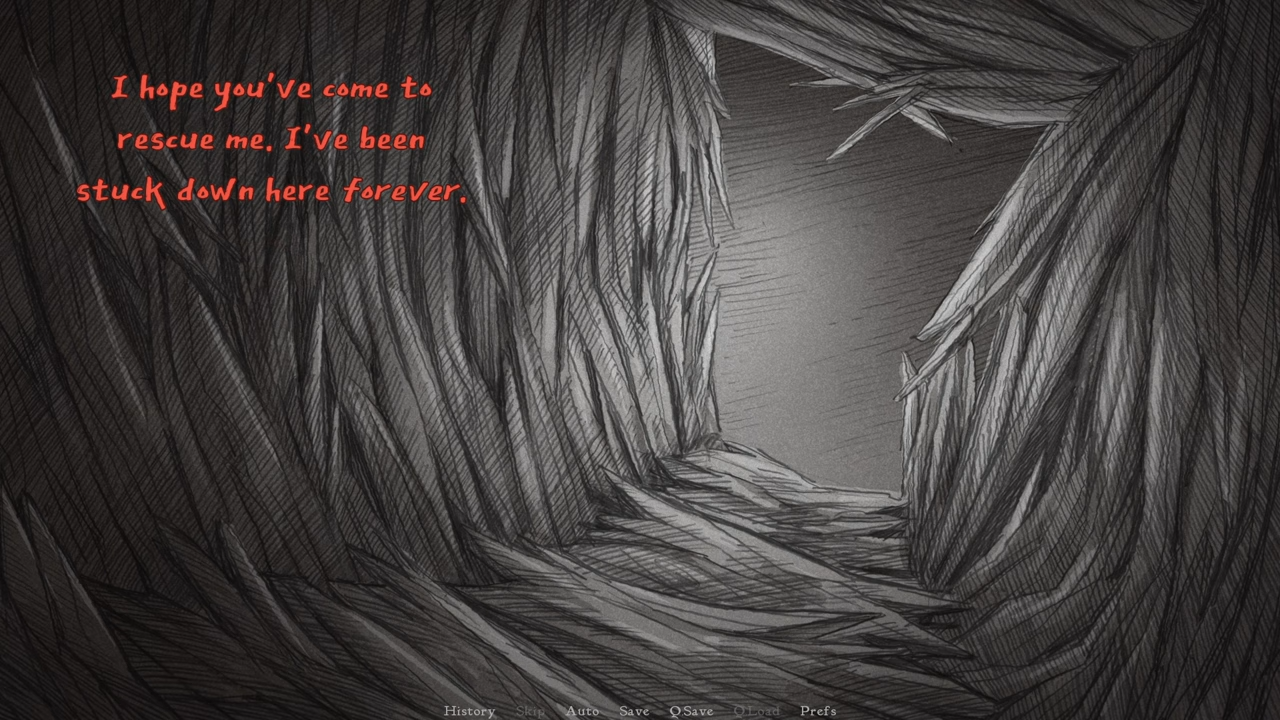 I hope you've come to
rescue me. I've been
stuck down here forever.
History Skip Auto Save Q.Save Q.Load Prefs